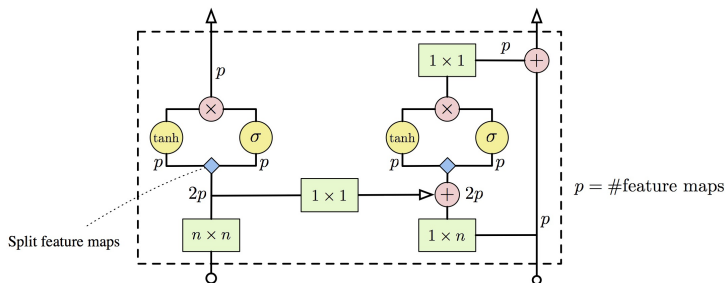 p
1 × 1
p
+
×
×
tanh
σ
tanh
σ
p
p
p
p
2p
1 × 1
+
2p
p = #feature maps
p
Split feature maps
n × n
1 × n